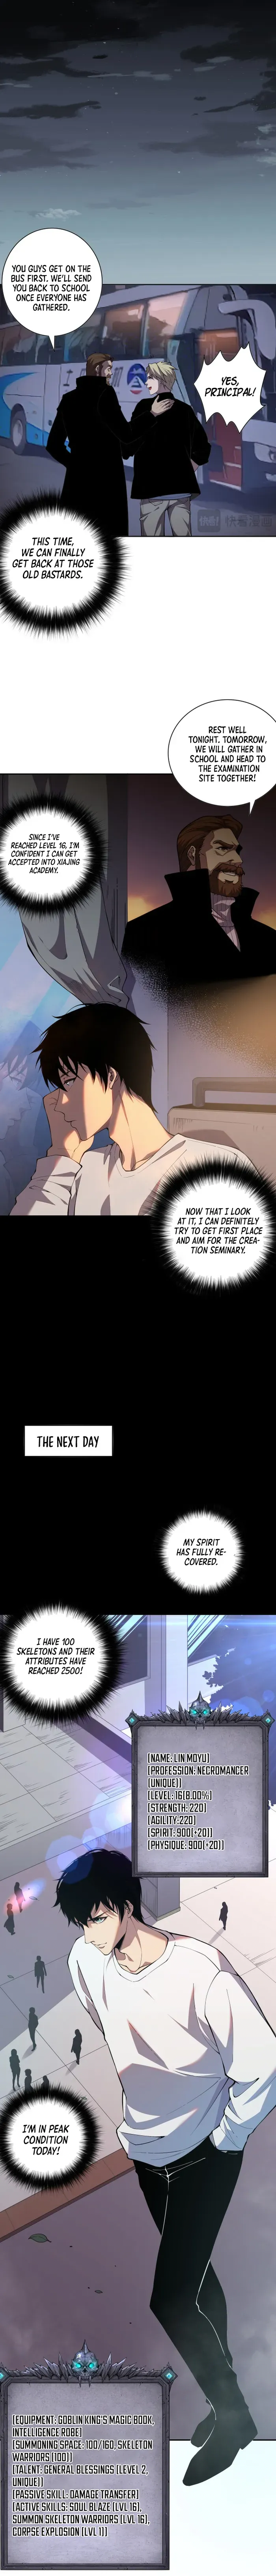 YOU GUYS GET ON THE
BUS FIRST. WE'LL SEND
YOU BACK TO SCHOOL
ONCE EVERYONE HAS
GATHERED.
YES,
PRINCIPAL!
THIS TIME,
WE CAN FINALLY
GET BACK AT THOSE
OLD BASTARDS.
REST WELL
TONIGHT. TOMORROW,
WE WILL GATHER IN
SCHOOL AND HEAD TO
THE EXAMINATION
SITE TOGETHER!
SINCE I'VE
REACHED LEVEL 16, I'M
CONFIDENT I CAN GET
ACCEPTED INTO XIAJING
ACADEMY.
NOW THAT I LOOK
AT IT, I CAN DEFINITELY
TRY TO GET FIRST PLACE
AND AIM FOR THE CREA-
TION SEMINARY.
THE NEXT DAY
MY SPIRIT
HAS FULLY RE-
COVERED.
I HAVE 100
SKELETONS AND THEIR
ATTRIBUTES HAVE
REACHED 2500!
[NAME: LIN MOYU]
[PROFESSION: NECROMANCER
(UNIQUE)]
[LEVEL: 16(8.00%)]
[STRENGTH: 220]
[AGILITY:220]
[SPIRIT: 900(+20)]
[PHYSIQUE: 900(+20)]
I'M IN PEAK
CONDITION
TODAY!
[EQUIPMENT: GOBLIN KING'S MAGIC BOOK,
INTELLIGENCE ROBE]
[SUMMONING SPACE: 100/160, SKELETON
WARRIORS (100)]
[TALENT: GENERAL BLESSINGS (LEVEL 2,
UNIQUE)]
[PASSIVE SKILL: DAMAGE TRANSFER]
[ACTIVE SKILLS: SOUL BLAZE (LVL 16),
SUMMON SKELETON WARRIORS (LVL 16),
CORPSE EXPLOSION (LVL 1)]